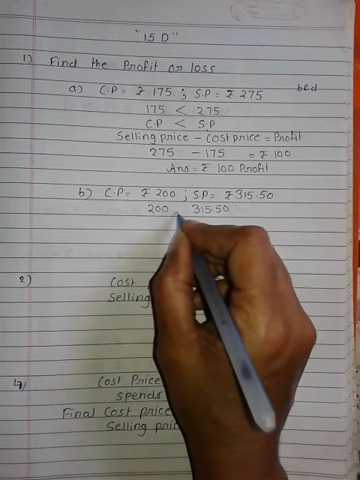 "15 D"
1) Find the Profit or loss
a) C.P = ₹ 175 ; S.P = ₹ 275
175 < 275
C.P < S.P
Selling price - Cost price = Profit
275 - 175 = ₹ 100
Ans = ₹ 100 Profit
b) C.P = ₹ 200 ; S.P = ₹ 315.50
200 315.50
2) Cost
Selling
Cost Price
spends
Final Cost price
Selling